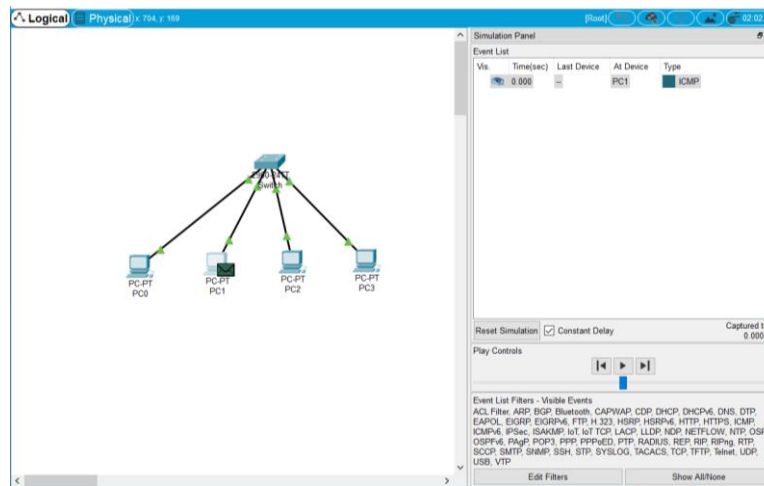 Logical
Physical
x: 704, y: 169
[Root]
02:02
Simulation Panel
Event List
Vis. Time(sec) Last Device At Device Type
0.000 -- PC1 ICMP
2960-24TT
Switch
PC-PT
PC0
PC-PT
PC1
PC-PT
PC2
PC-PT
PC3
Reset Simulation
Constant Delay
Captured t
0.000
Play Controls
Event List Filters - Visible Events
ACL Filter, ARP, BGP, Bluetooth, CAPWAP, CDP, DHCP, DHCPv6, DNS, DTP,
EAPOL, EIGRP, EIGRPv6, FTP, H.323, HSRP, HSRPv6, HTTP, HTTPS, ICMP,
ICMPv6, IPSec, ISAKMP, IoT, IoT TCP, LACP, LLDP, NDP, NETFLOW, NTP, OSP
OSPFv6, PAgP, POP3, PPP, PPPoED, PTP, RADIUS, REP, RIP, RIPng, RTP,
SCCP, SMTP, SNMP, SSH, STP, SYSLOG, TACACS, TCP, TFTP, Telnet, UDP,
USB, VTP
Edit Filters
Show All/None